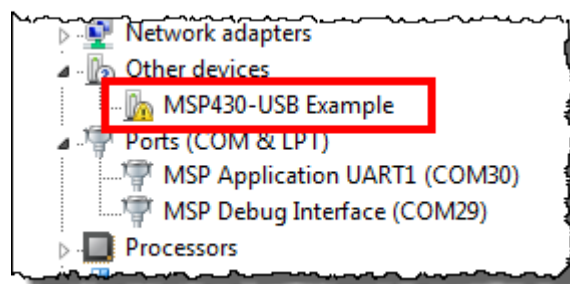 Network adapters
Other devices
MSP430-USB Example
Ports (COM & LPT)
MSP Application UART1 (COM30)
MSP Debug Interface (COM29)
Processors